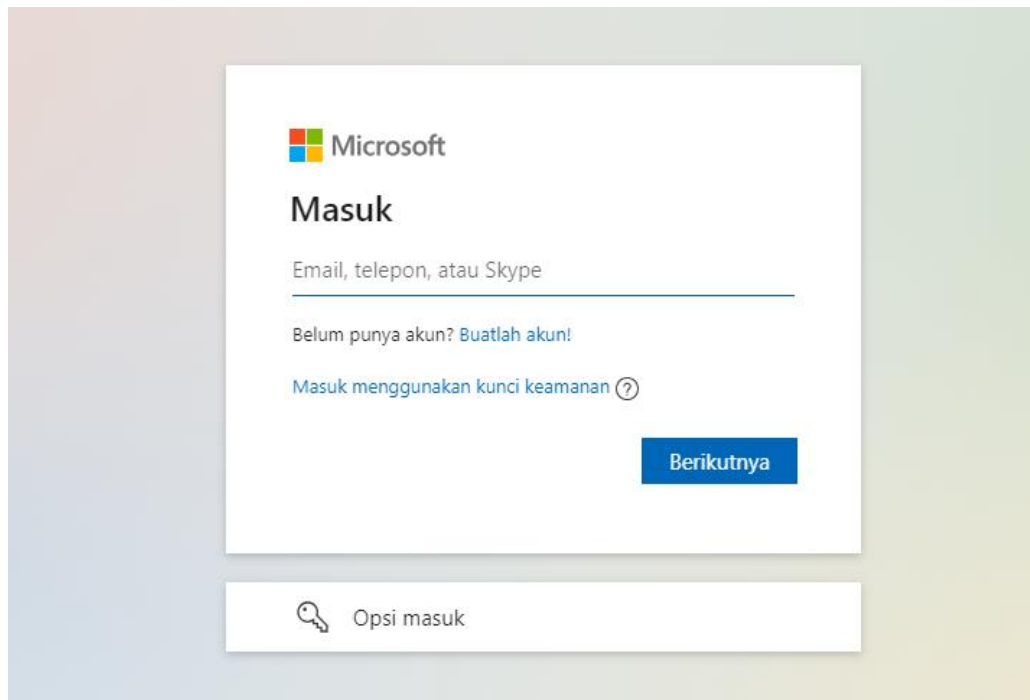 Microsoft
Masuk
Email, telepon, atau Skype
Belum punya akun? Buatlah akun!
Masuk menggunakan kunci keamanan ?
Berikutnya
Opsi masuk